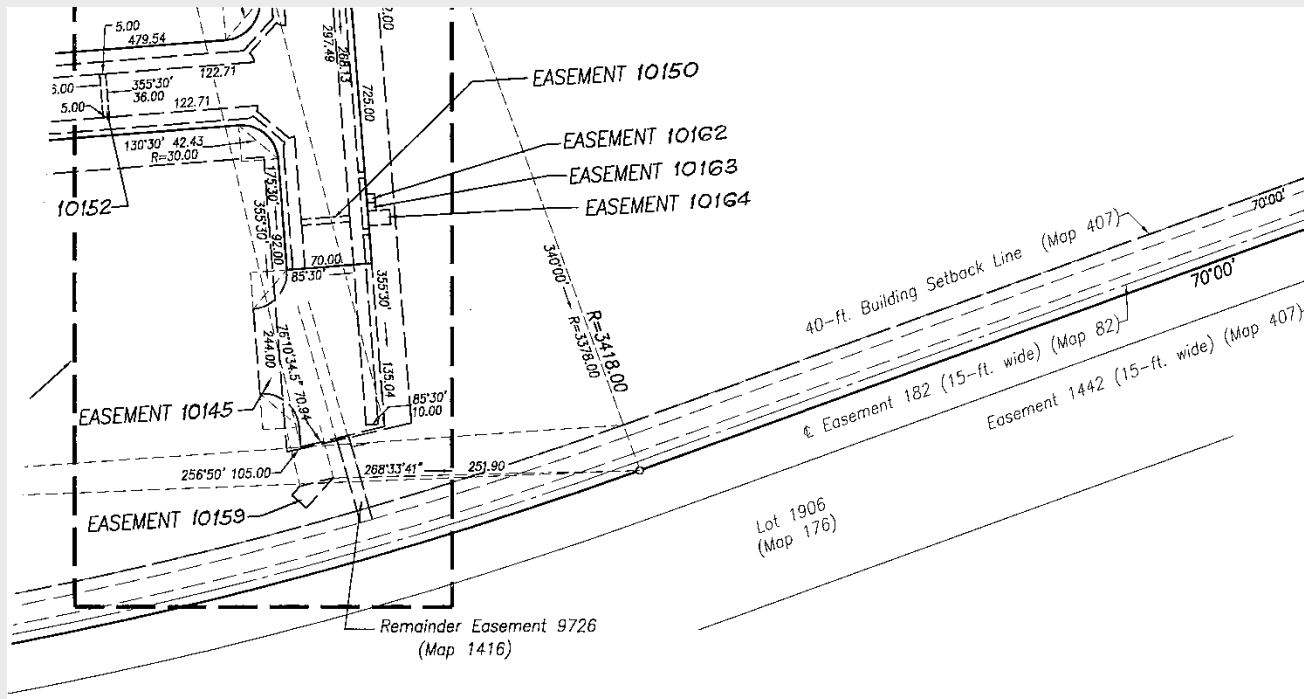 5.00
479.54
122.71
355°30'
36.00
5.00
122.71
130°30' 42.43
R=30.00
10152
297.49
268.13
725.00
EASEMENT 10150
EASEMENT 10162
EASEMENT 10163
EASEMENT 10164
175°30'
92.00
355°30'
70.00
85°30'
355°30'
135.04
244.00
76°10'34.5" 70.94
85°30'
10.00
EASEMENT 10145
256°50' 105.00
268°33'41"
251.90
EASEMENT 10159
340°00'
R=3418.00
R=3378.00
40-ft. Building Setback Line (Map 407)
70°00'
70°00'
℄ Easement 182 (15-ft. wide) (Map 82)
Easement 1442 (15-ft. wide) (Map 407)
Lot 1906
(Map 176)
Remainder Easement 9726
(Map 1416)